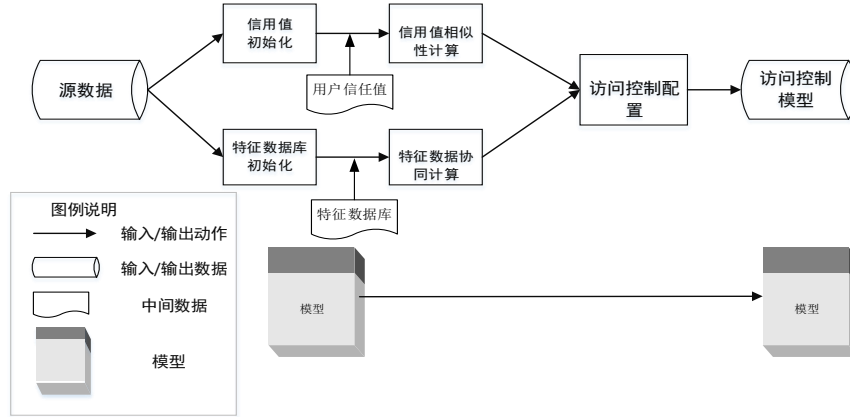 信用值
初始化
信用值相似
性计算
源数据
用户信任值
访问控制配
置
访问控制
模型
特征数据库
初始化
特征数据协
同计算
特征数据库
图例说明
输入/输出动作
输入/输出数据
中间数据
模型
模型
模型